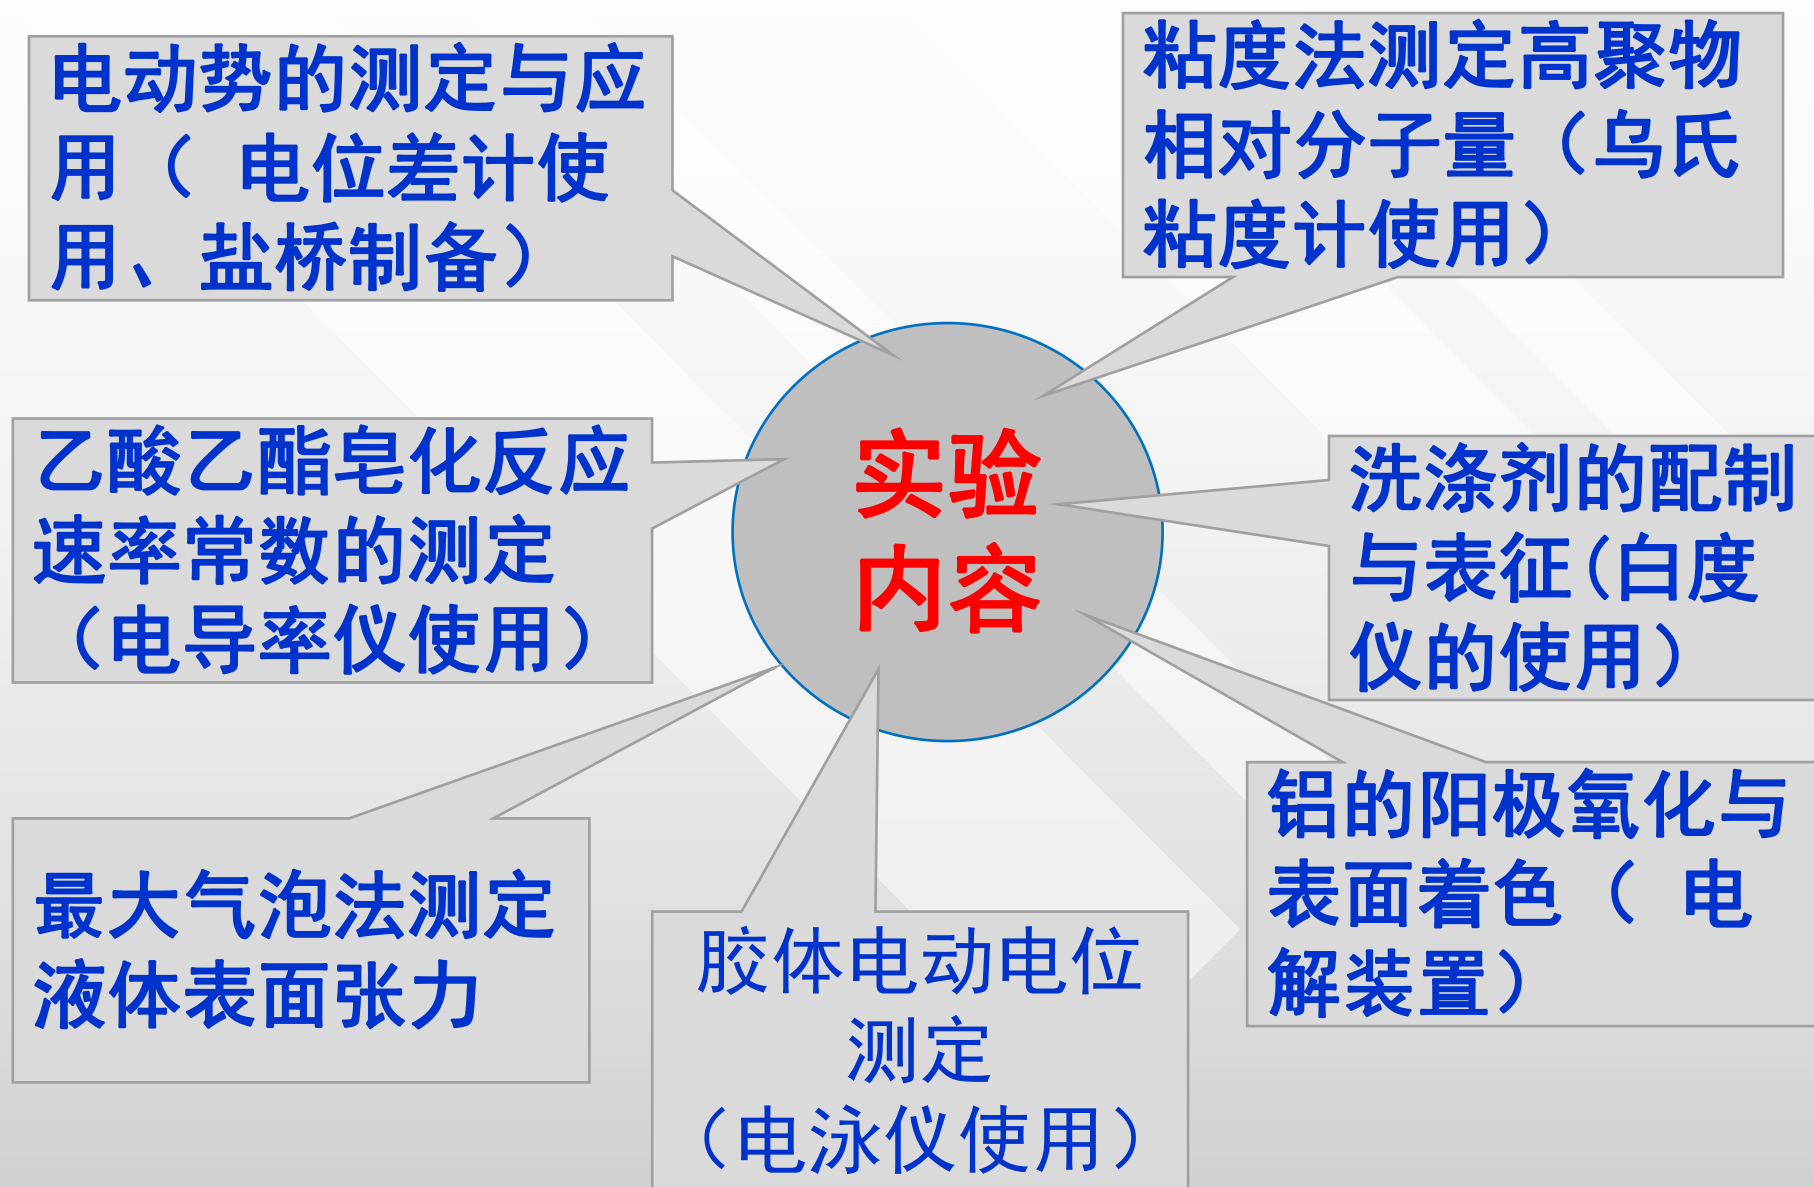 电动势的测定与应
用（ 电位差计使
用、盐桥制备）
粘度法测定高聚物
相对分子量（乌氏
粘度计使用）
实验
内容
乙酸乙酯皂化反应
速率常数的测定
（电导率仪使用）
洗涤剂的配制
与表征(白度
仪的使用）
最大气泡法测定
液体表面张力
胶体电动电位
测定
（电泳仪使用）
铝的阳极氧化与
表面着色（ 电
解装置）